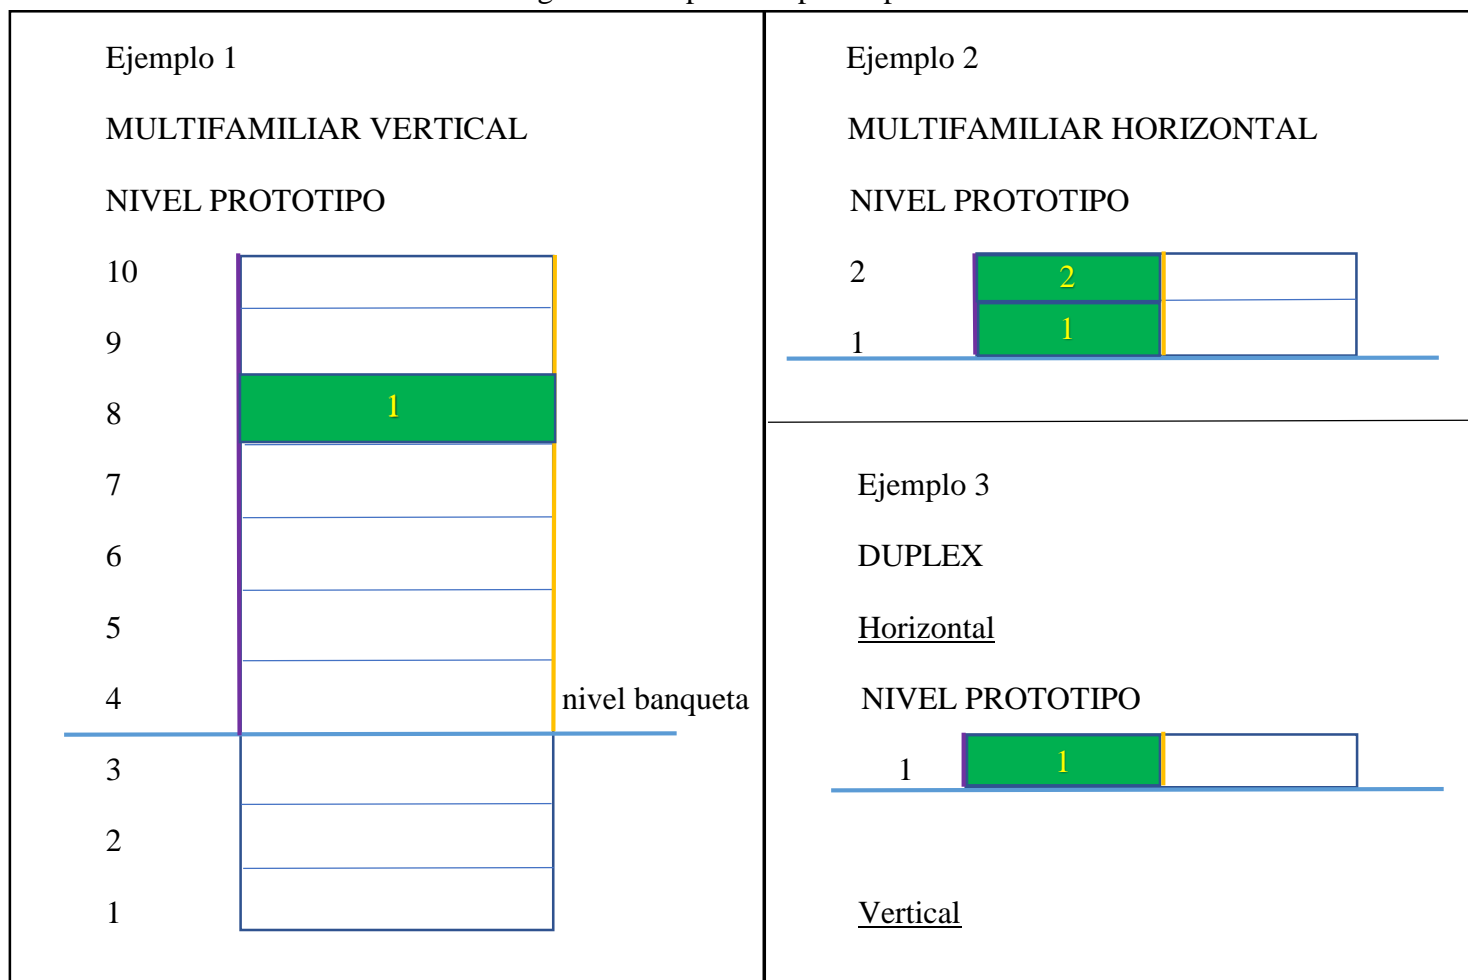 Ejemplo 1
MULTIFAMILIAR VERTICAL
NIVEL PROTOTIPO
10
9
8 1
7
6
5
4 nivel banqueta
3
2
1
Ejemplo 2
MULTIFAMILIAR HORIZONTAL
NIVEL PROTOTIPO
2 2
1 1
Ejemplo 3
DUPLEX
Horizontal
NIVEL PROTOTIPO
1 1
Vertical